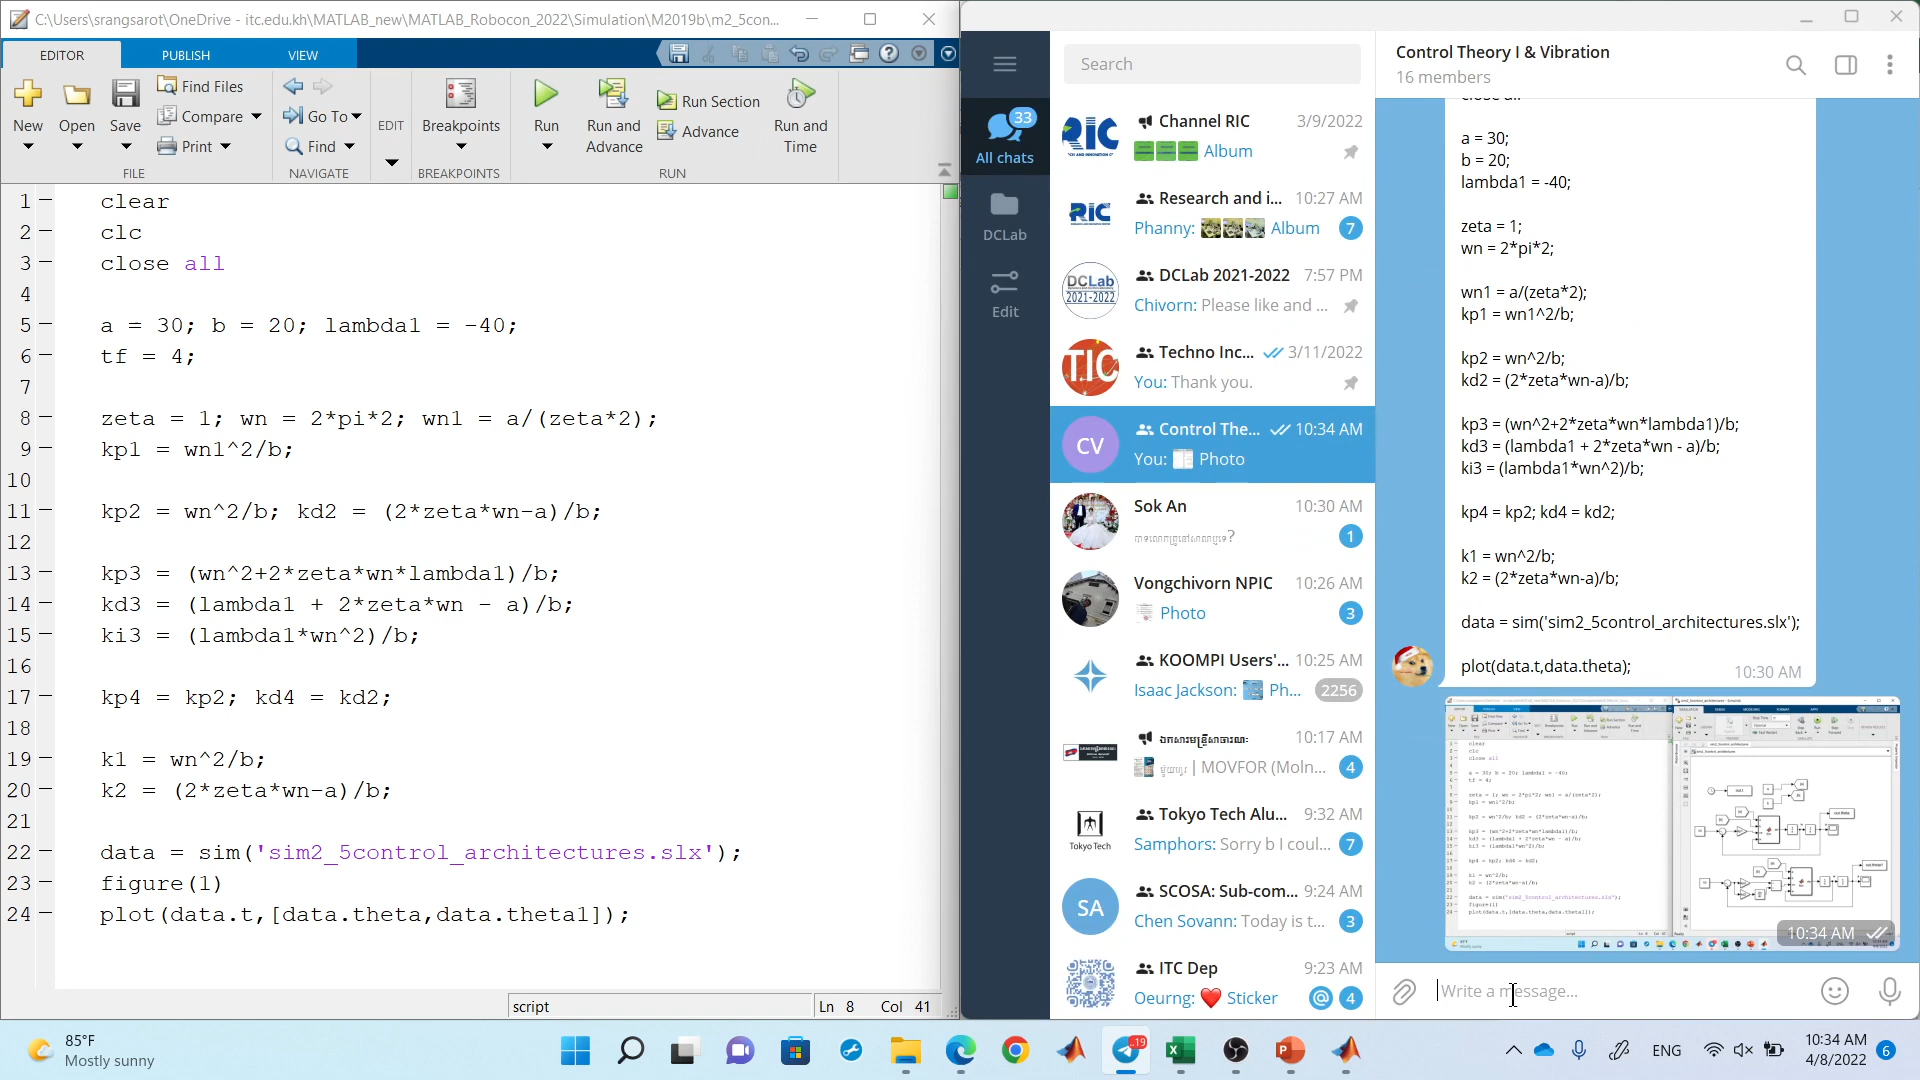 C:\Users\srangsarot\OneDrive - itc.edu.kh\MATLAB_new\MATLAB_Robocon_2022\Simulation\M2019b\m2_5con...
EDITOR
PUBLISH
VIEW
New
Open
Save
Find Files
Compare
Print
FILE
Go To
Find
NAVIGATE
EDIT
Breakpoints
BREAKPOINTS
Run
Run and Advance
Run Section
Advance
Run and Time
RUN
1 clear
2 clc
3 close all
4
5 a = 30; b = 20; lambda1 = -40;
6 tf = 4;
7
8 zeta = 1; wn = 2*pi*2; wn1 = a/(zeta*2);
9 kp1 = wn1^2/b;
10
11 kp2 = wn^2/b; kd2 = (2*zeta*wn-a)/b;
12
13 kp3 = (wn^2+2*zeta*wn*lambda1)/b;
14 kd3 = (lambda1 + 2*zeta*wn - a)/b;
15 ki3 = (lambda1*wn^2)/b;
16
17 kp4 = kp2; kd4 = kd2;
18
19 k1 = wn^2/b;
20 k2 = (2*zeta*wn-a)/b;
21
22 data = sim('sim2_5control_architectures.slx');
23 figure(1)
24 plot(data.t,[data.theta,data.theta1]);
script
Ln 8 Col 41
33
All chats
DCLab
Edit
Search
Channel RIC 3/9/2022
Album
Research and i... 10:27 AM
Phanny: Album 7
DCLab 2021-2022 7:57 PM
Chivorn: Please like and ...
Techno Inc... 3/11/2022
You: Thank you.
CV
Control The... 10:34 AM
You: Photo
Sok An 10:30 AM
1
Vongchivorn NPIC 10:26 AM
Photo 3
KOOMPI Users'... 10:25 AM
Isaac Jackson: Ph... 2256
10:17 AM
| MOVFOR (Moln... 4
Tokyo Tech Alu... 9:32 AM
Samphors: Sorry b I coul... 7
Tokyo Tech
SA
SCOSA: Sub-com... 9:24 AM
Chen Sovann: Today is t... 3
ITC Dep 9:23 AM
Oeurng: ❤️ Sticker @ 4
Control Theory I & Vibration
16 members
a = 30;
b = 20;
lambda1 = -40;
zeta = 1;
wn = 2*pi*2;
wn1 = a/(zeta*2);
kp1 = wn1^2/b;
kp2 = wn^2/b;
kd2 = (2*zeta*wn-a)/b;
kp3 = (wn^2+2*zeta*wn*lambda1)/b;
kd3 = (lambda1 + 2*zeta*wn - a)/b;
ki3 = (lambda1*wn^2)/b;
kp4 = kp2; kd4 = kd2;
k1 = wn^2/b;
k2 = (2*zeta*wn-a)/b;
data = sim('sim2_5control_architectures.slx');
plot(data.t,data.theta);
10:30 AM
10:34 AM
Write a message...
85°F
Mostly sunny
19
ENG
10:34 AM
4/8/2022
6